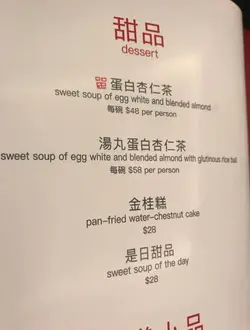 甜品
dessert
蛋白杏仁茶
sweet soup of egg white and blended almond
每碗 $46 per person
湯丸蛋白杏仁茶
sweet soup of egg white and blended almond with glutinous rice ball
每碗 $58 per person
金桂糕
pan-fried water-chestnut cake
$28
是日甜品
sweet soup of the day
$28
小品